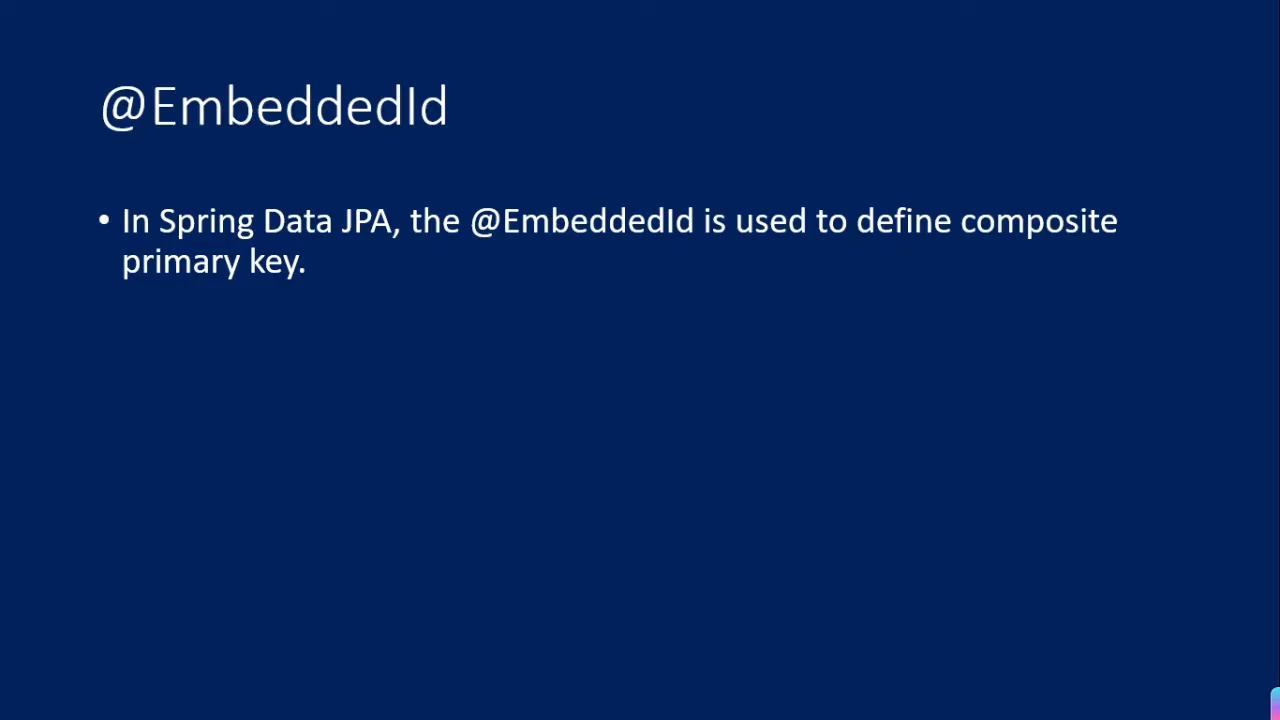 @EmbeddedId
• In Spring Data JPA, the @EmbeddedId is used to define composite
primary key.